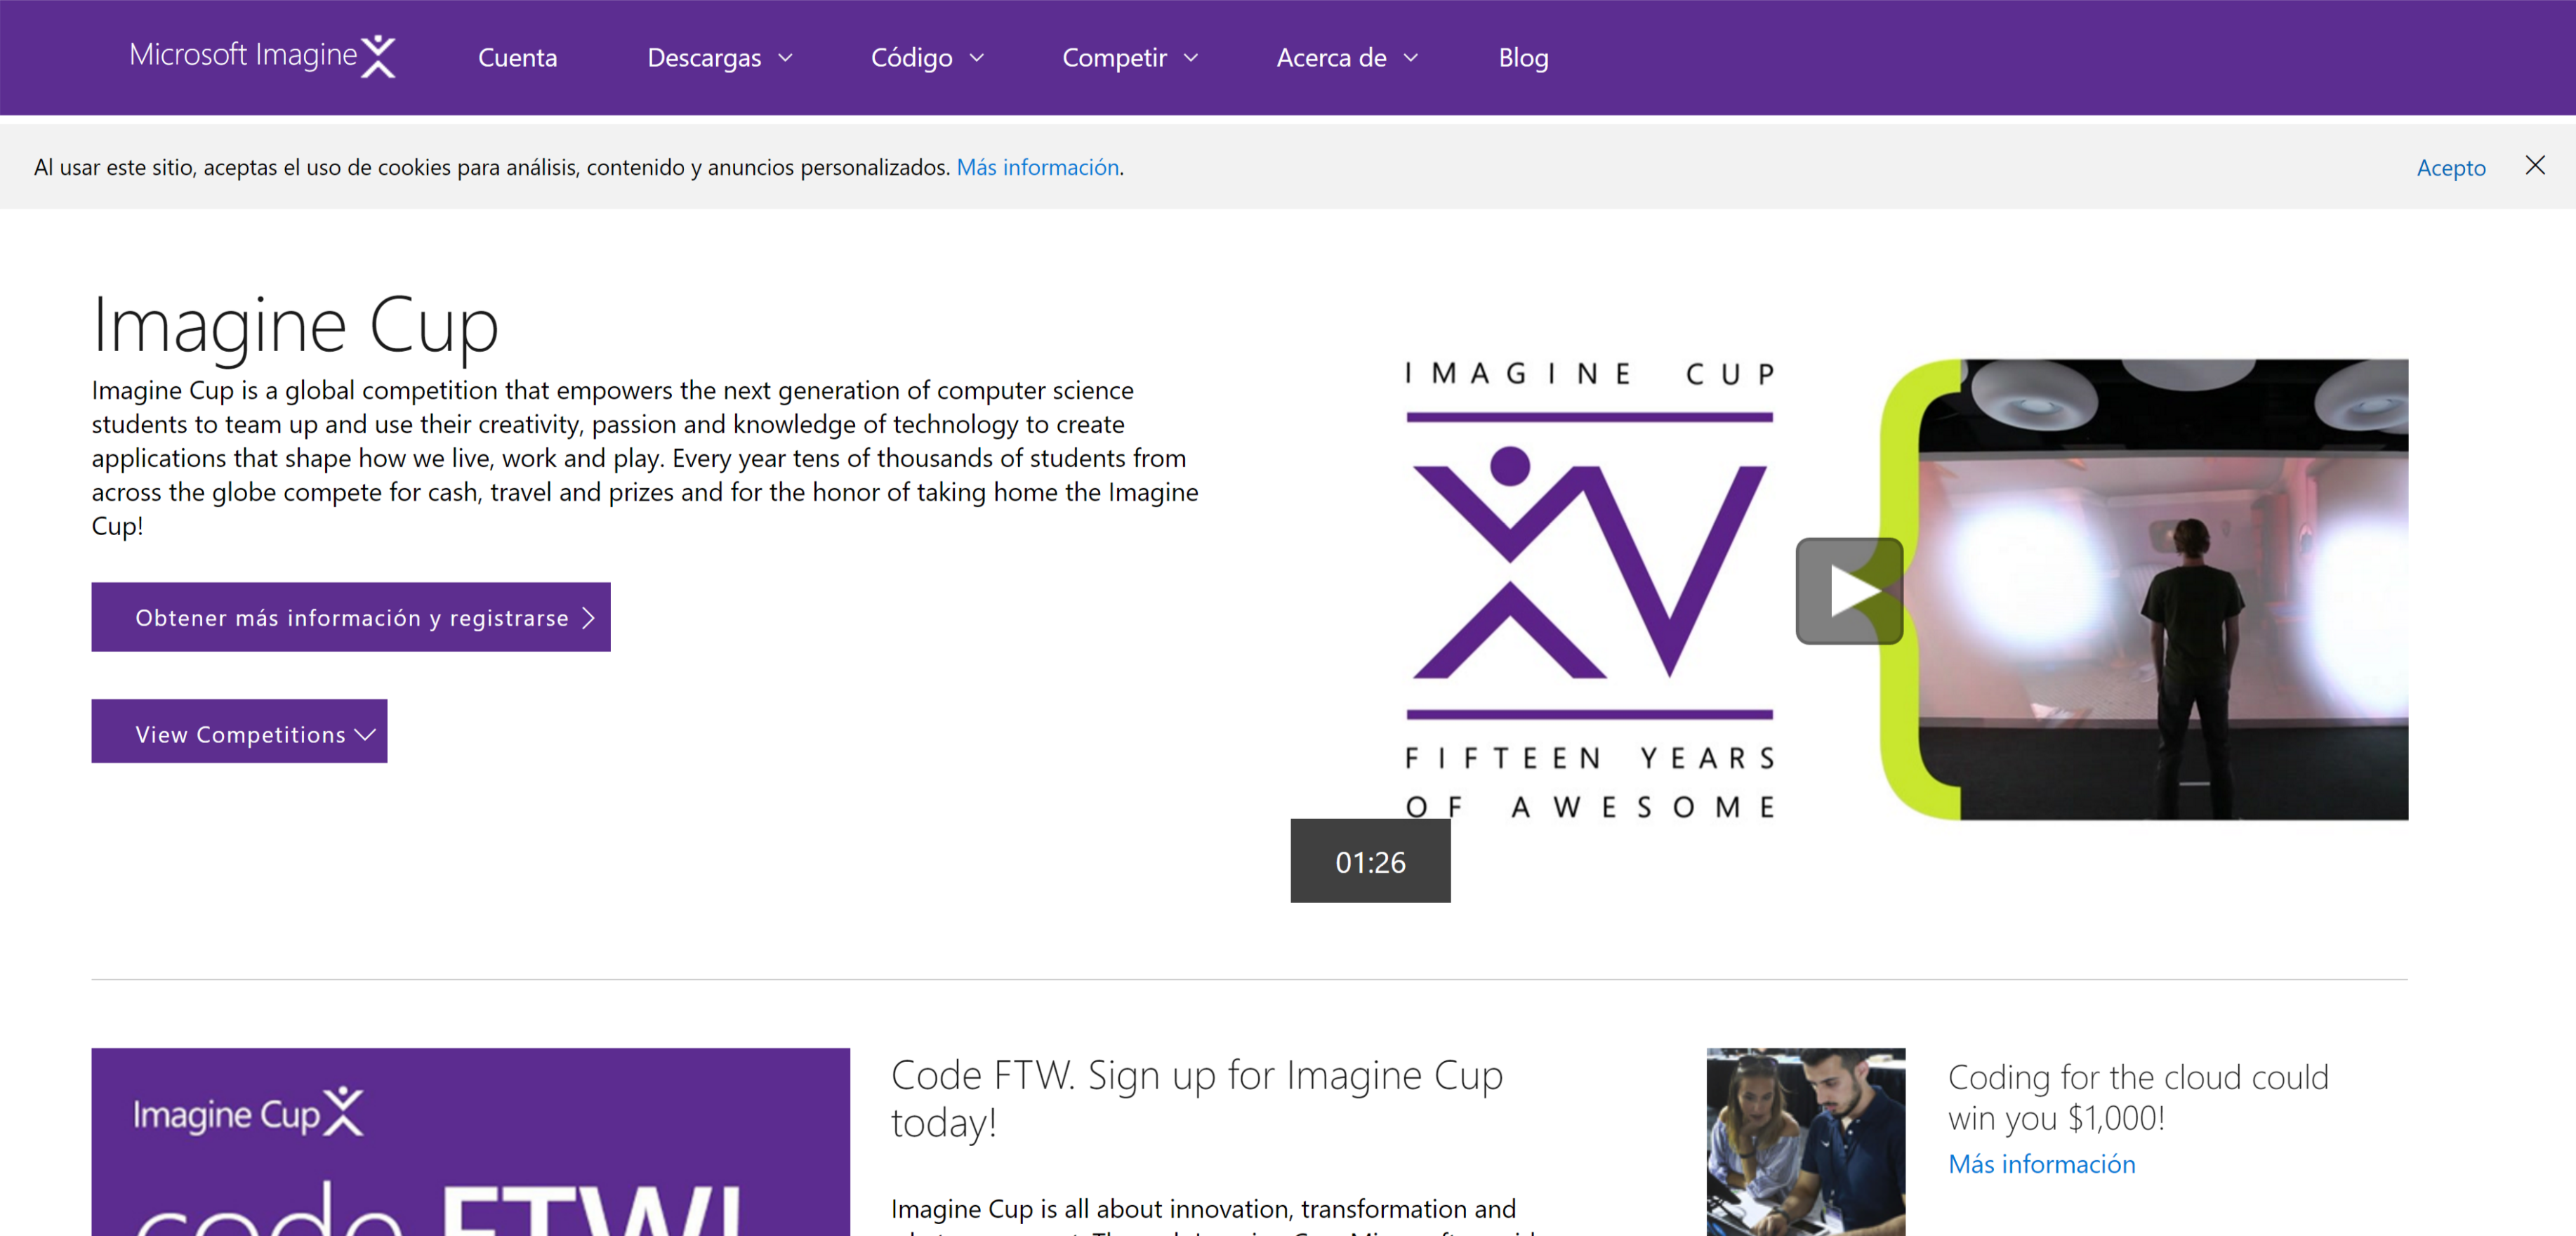 Microsoft Imagine
Cuenta
Descargas
Código
Competir
Acerca de
Blog
Al usar este sitio, aceptas el uso de cookies para análisis, contenido y anuncios personalizados. Más información.
Acepto
Imagine Cup
Imagine Cup is a global competition that empowers the next generation of computer science
students to team up and use their creativity, passion and knowledge of technology to create
applications that shape how we live, work and play. Every year tens of thousands of students from
across the globe compete for cash, travel and prizes and for the honor of taking home the Imagine
Cup!
Obtener más información y registrarse
View Competitions
IMAGINE CUP
XV
FIFTEEN YEARS
OF AWESOME
01:26
Imagine Cup
code FTW!
Code FTW. Sign up for Imagine Cup
today!
Imagine Cup is all about innovation, transformation and
Coding for the cloud could
win you $1,000!
Más información